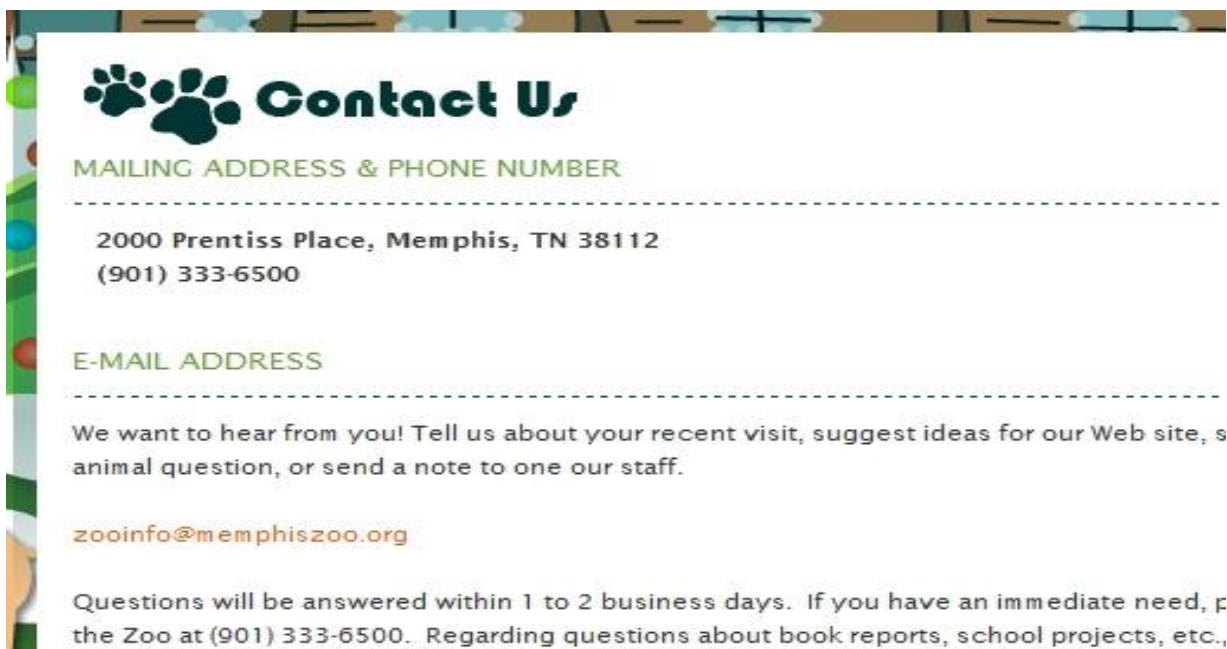 Contact Us
MAILING ADDRESS & PHONE NUMBER
2000 Prentiss Place, Memphis, TN 38112
(901) 333-6500
E-MAIL ADDRESS
We want to hear from you! Tell us about your recent visit, suggest ideas for our Web site,
animal question, or send a note to one our staff.
zooinfo@memphiszoo.org
Questions will be answered within 1 to 2 business days. If you have an immediate need,
the Zoo at (901) 333-6500. Regarding questions about book reports, school projects, etc.,